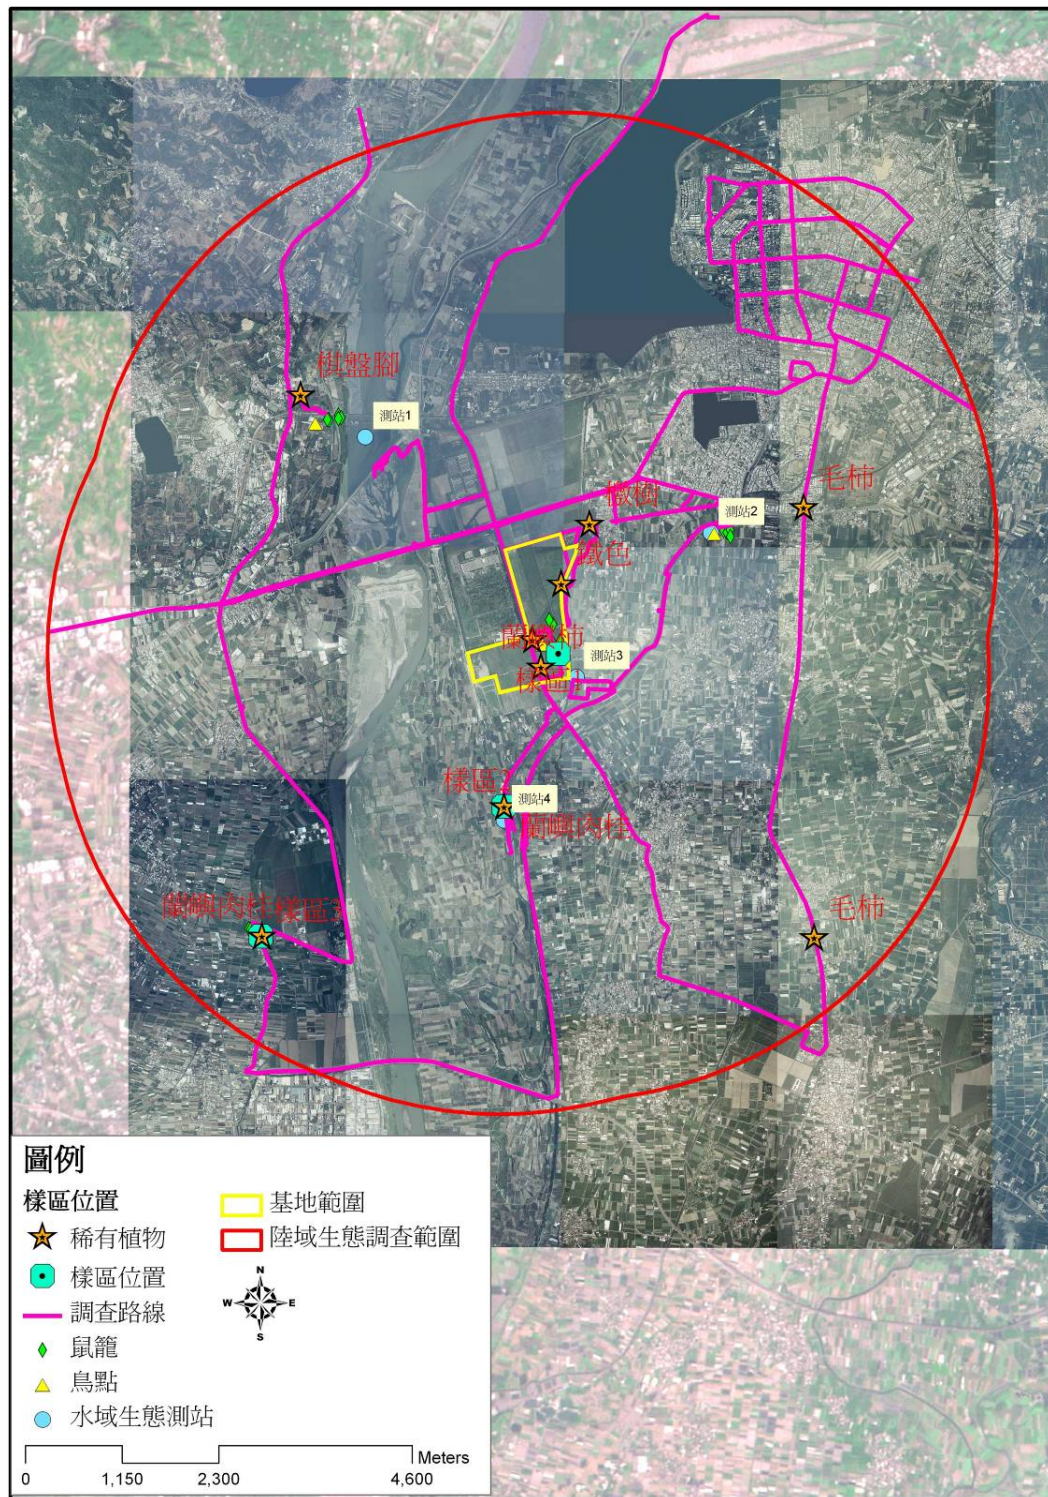 棋盤腳
測站1
毛柿
欖樹
測站2
鐵色
蘭嶼柿
測站3
樣區1
樣區2
測站4
蘭嶼肉桂
蘭嶼肉桂
樣區3
毛柿
圖例
樣區位置
稀有植物
樣區位置
調查路線
鼠籠
鳥點
水域生態測站
基地範圍
陸域生態調查範圍
N
W E
S
0 1,150 2,300 4,600 Meters